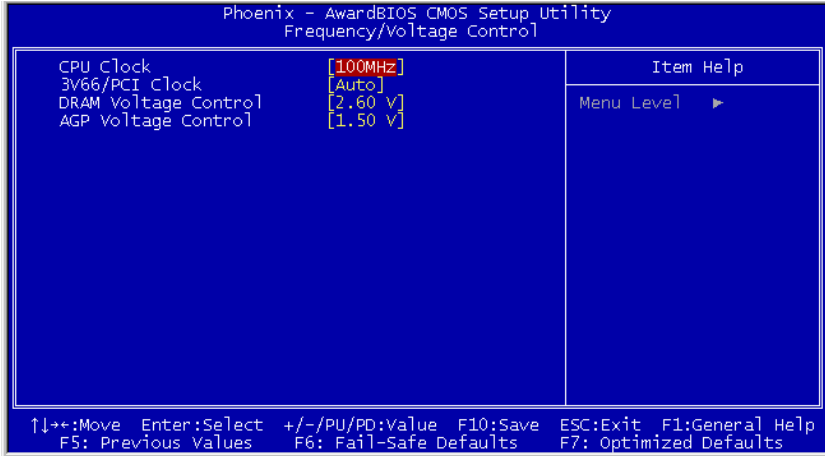 Phoenix - AwardBIOS CMOS Setup Utility
Frequency/Voltage Control
CPU Clock [100MHz]
3V66/PCI Clock [Auto]
DRAM Voltage Control [2.60 V]
AGP Voltage Control [1.50 V]
Item Help
Menu Level ►
↑↓→←:Move Enter:Select +/-/PU/PD:Value F10:Save ESC:Exit F1:General Help
F5: Previous Values F6: Fail-Safe Defaults F7: Optimized Defaults